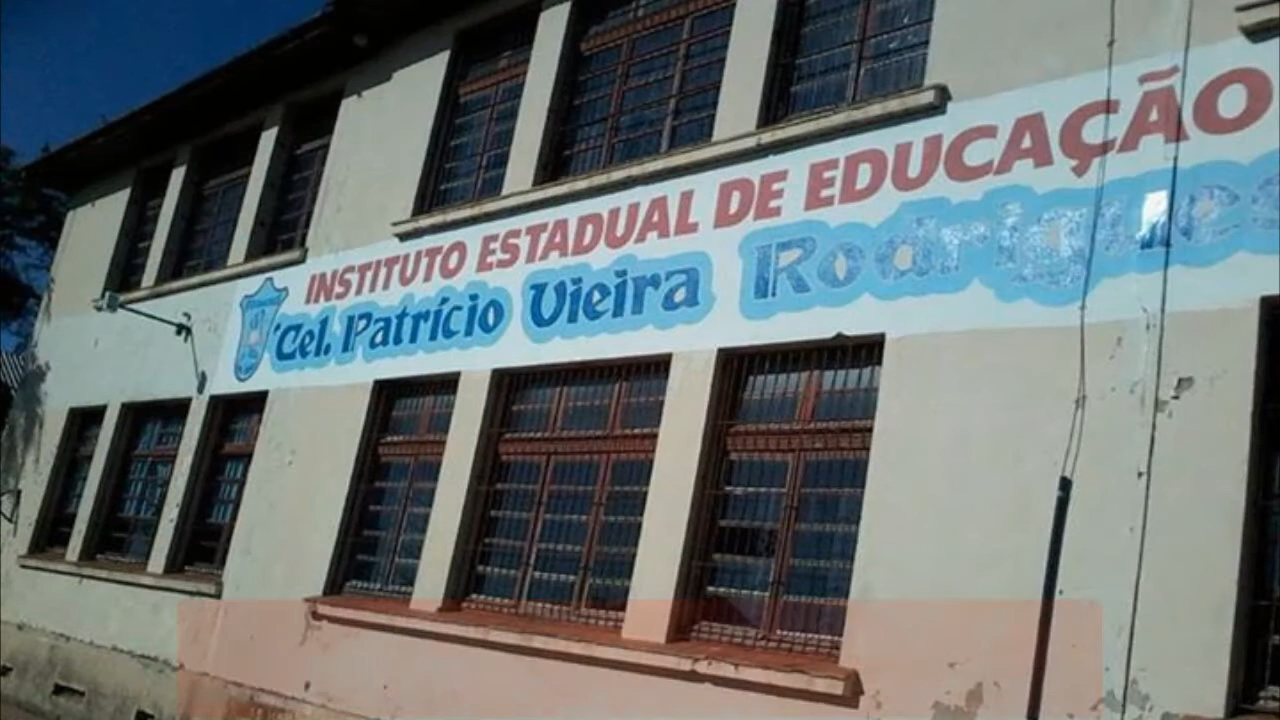 INSTITUTO ESTADUAL DE EDUCAÇÃO
Cel. Patrício Vieira Rodrigues